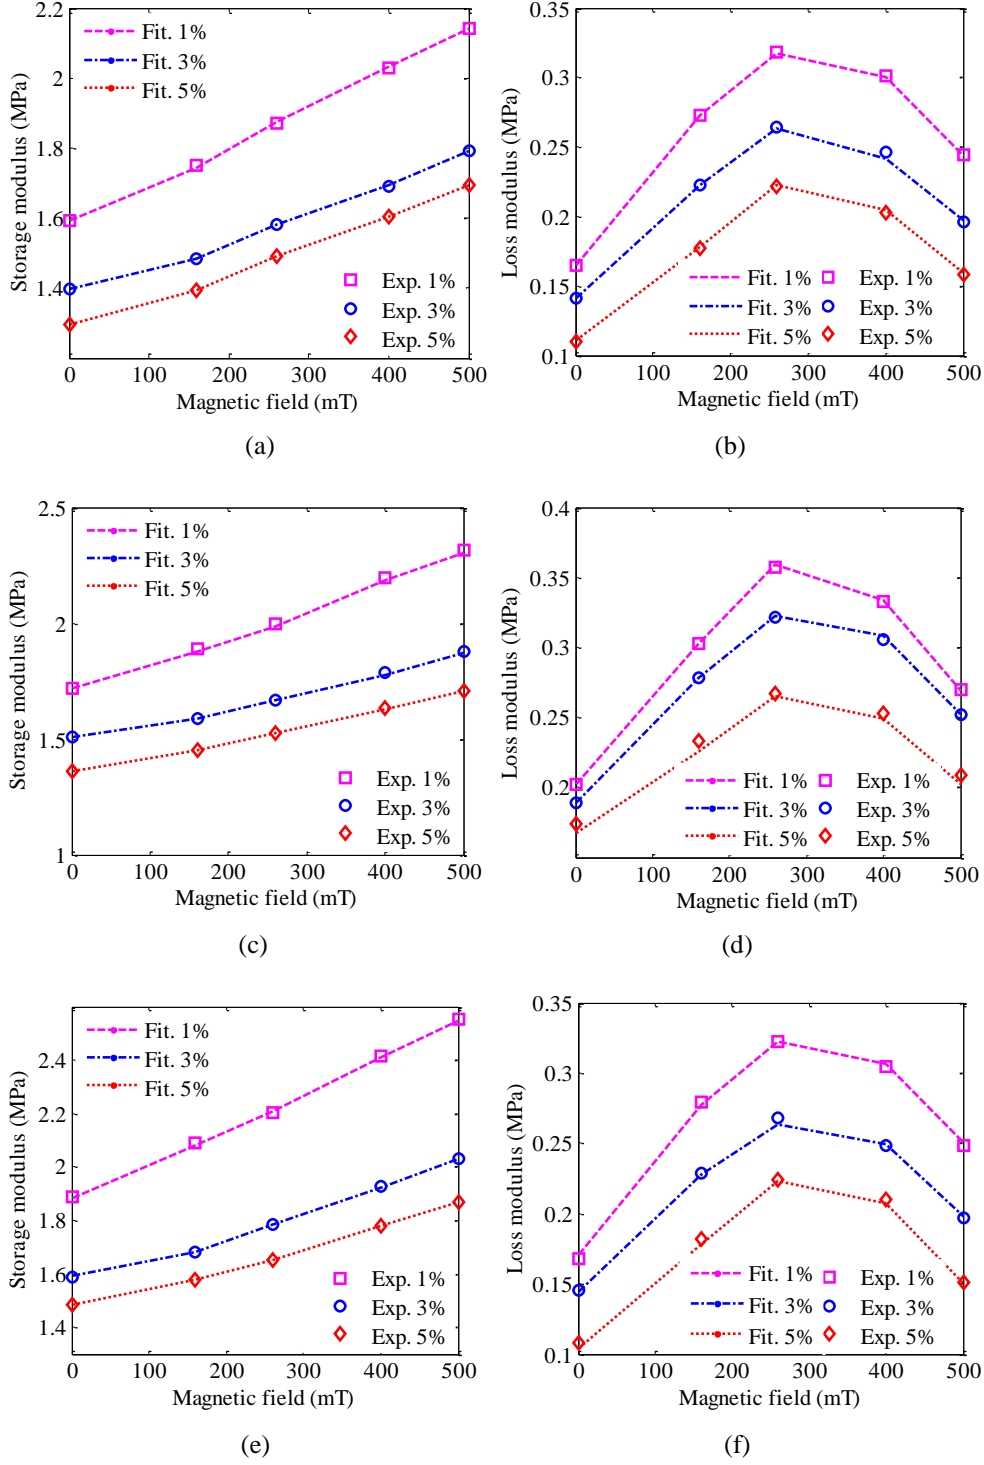 2.2
2
1.8
1.6
1.4
Storage modulus (MPa)
Fit. 1%
Fit. 3%
Fit. 5%
Exp. 1%
Exp. 3%
Exp. 5%
0 100 200 300 400 500
Magnetic field (mT)
(a)
0.35
0.3
0.25
0.2
0.15
0.1
Loss modulus (MPa)
Fit. 1% Exp. 1%
Fit. 3% Exp. 3%
Fit. 5% Exp. 5%
0 100 200 300 400 500
Magnetic field (mT)
(b)
2.5
2
1.5
1
Storage modulus (MPa)
Fit. 1%
Fit. 3%
Fit. 5%
Exp. 1%
Exp. 3%
Exp. 5%
0 100 200 300 400 500
Magnetic field (mT)
(c)
0.4
0.35
0.3
0.25
0.2
Loss modulus (MPa)
Fit. 1% Exp. 1%
Fit. 3% Exp. 3%
Fit. 5% Exp. 5%
0 100 200 300 400 500
Magnetic field (mT)
(d)
2.4
2.2
2
1.8
1.6
1.4
Storage modulus (MPa)
Fit. 1%
Fit. 3%
Fit. 5%
Exp. 1%
Exp. 3%
Exp. 5%
0 100 200 300 400 500
Magnetic field (mT)
(e)
0.35
0.3
0.25
0.2
0.15
0.1
Loss modulus (MPa)
Fit. 1% Exp. 1%
Fit. 3% Exp. 3%
Fit. 5% Exp. 5%
0 100 200 300 400 500
Magnetic field (mT)
(f)